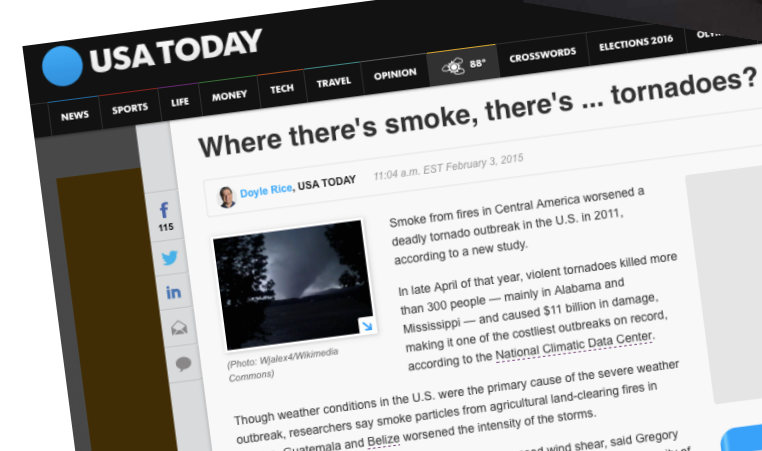 USA TODAY
NEWS SPORTS LIFE MONEY TECH TRAVEL OPINION 88° CROSSWORDS ELECTIONS 2016
Where there's smoke, there's ... tornadoes?
Doyle Rice, USA TODAY 11:04 a.m. EST February 3, 2015
115
Smoke from fires in Central America worsened a
deadly tornado outbreak in the U.S. in 2011,
according to a new study.
In late April of that year, violent tornadoes killed more
than 300 people — mainly in Alabama and
Mississippi — and caused $11 billion in damage,
making it one of the costliest outbreaks on record,
according to the National Climatic Data Center.
(Photo: Wjalex4/Wikimedia
Commons)
Though weather conditions in the U.S. were the primary cause of the severe weather
outbreak, researchers say smoke particles from agricultural land-clearing fires in
Guatemala and Belize worsened the intensity of the storms.
wind shear, said Gregory